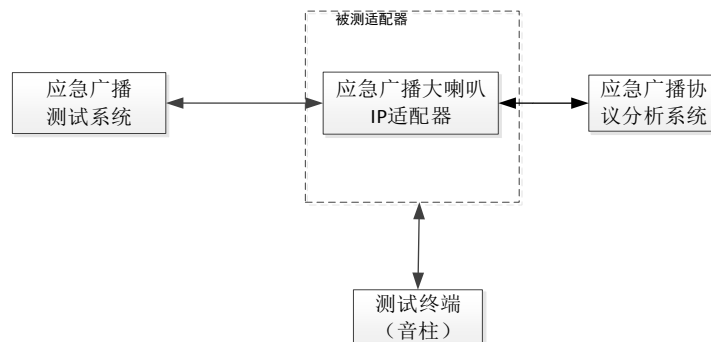 被测适配器
应急广播
测试系统
应急广播大喇叭
IP适配器
应急广播协
议分析系统
测试终端
（音柱）